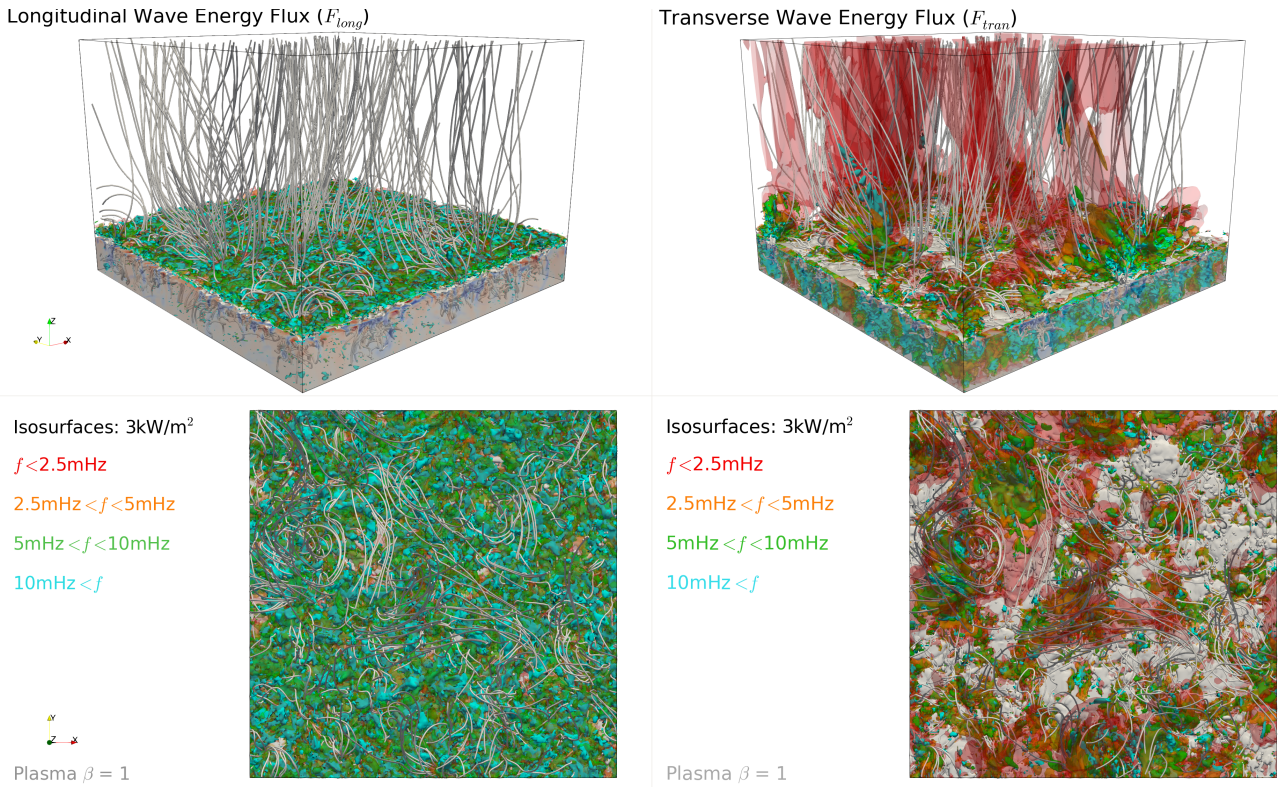 Longitudinal Wave Energy Flux (F_long)
Transverse Wave Energy Flux (F_tran)
Z
Y
X
Isosurfaces: 3kW/m²
f<2.5mHz
2.5mHz<f<5mHz
5mHz<f<10mHz
10mHz<f
Y
Z
X
Plasma β = 1
Isosurfaces: 3kW/m²
f<2.5mHz
2.5mHz<f<5mHz
5mHz<f<10mHz
10mHz<f
Plasma β = 1